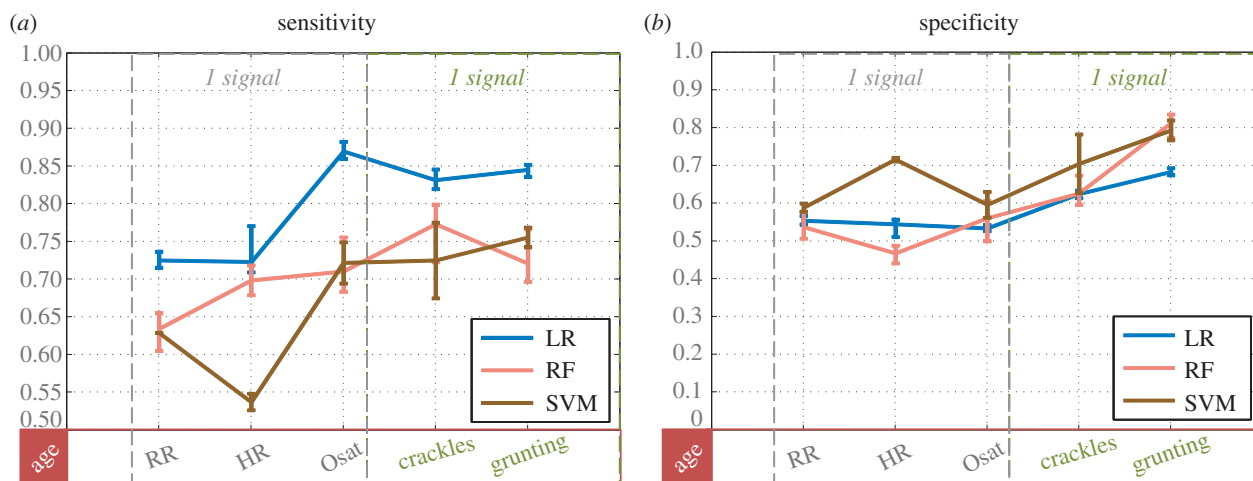 (a) sensitivity
1.00
0.95
0.90
0.85
0.80
0.75
0.70
0.65
0.60
0.55
0.50
1 signal
1 signal
LR
RF
SVM
age
RR
HR
Osat
crackles
grunting
(b) specificity
1.0
0.9
0.8
0.7
0.6
0.5
0.4
0.3
0.2
0.1
0
1 signal
1 signal
LR
RF
SVM
age
RR
HR
Osat
crackles
grunting